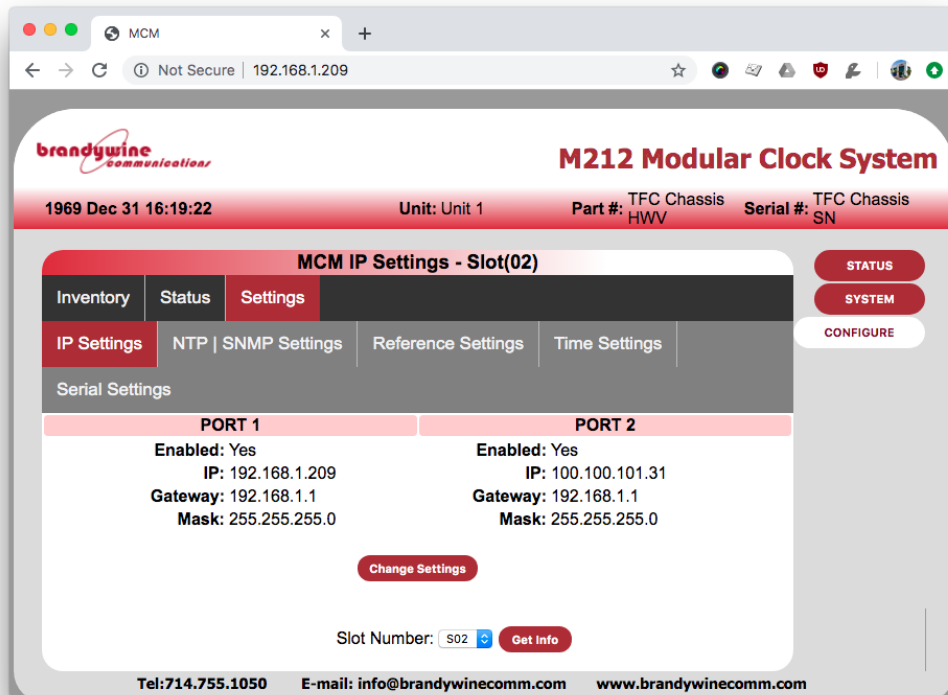 MCM
Not Secure | 192.168.1.209
brandywine
communications
M212 Modular Clock System
1969 Dec 31 16:19:22 Unit: Unit 1 Part #: TFC Chassis HWV Serial #: TFC Chassis SN
MCM IP Settings - Slot(02)
Inventory Status Settings
IP Settings NTP | SNMP Settings Reference Settings Time Settings
Serial Settings
STATUS
SYSTEM
CONFIGURE
PORT 1 PORT 2
Enabled: Yes Enabled: Yes
IP: 192.168.1.209 IP: 100.100.101.31
Gateway: 192.168.1.1 Gateway: 192.168.1.1
Mask: 255.255.255.0 Mask: 255.255.255.0
Change Settings
Slot Number: S02 Get Info
Tel:714.755.1050 E-mail: info@brandywinecomm.com www.brandywinecomm.com